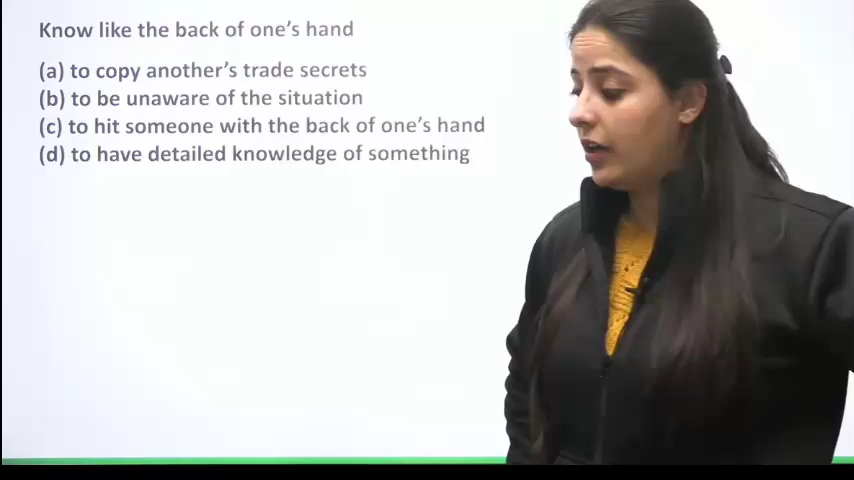 Know like the back of one's hand
(a) to copy another's trade secrets
(b) to be unaware of the situation
(c) to hit someone with the back of one's hand
(d) to have detailed knowledge of something